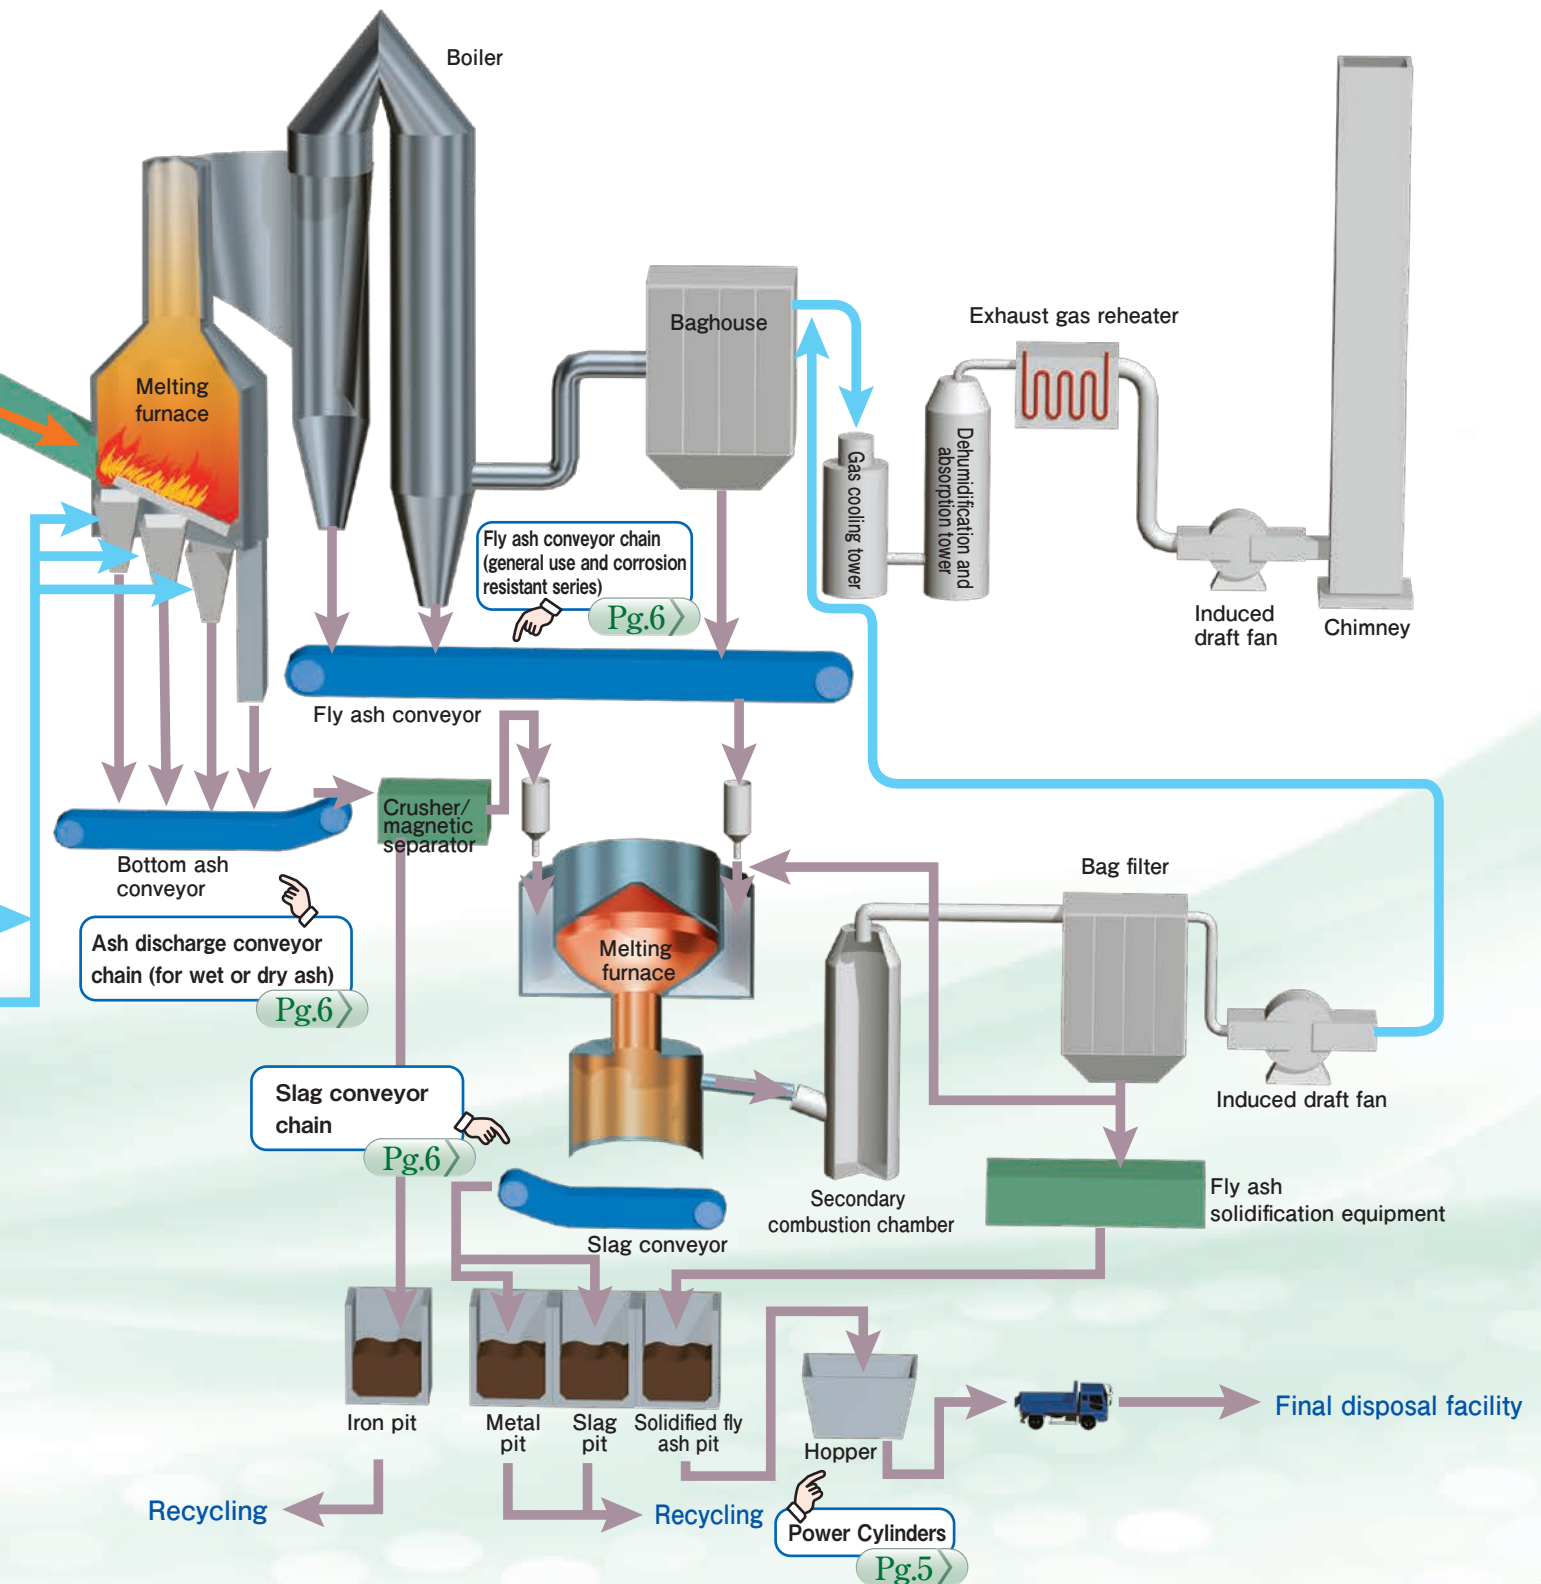 Boiler
Exhaust gas reheater
Baghouse
Melting
furnace
Gas cooling tower
Dehumidification and
absorption tower
Fly ash conveyor chain
(general use and corrosion
resistant series)
Pg.6
Induced
draft fan
Chimney
Fly ash conveyor
Crusher/
magnetic
separator
Bottom ash
conveyor
Bag filter
Ash discharge conveyor
chain (for wet or dry ash)
Pg.6
Melting
furnace
Slag conveyor
chain
Pg.6
Induced draft fan
Secondary
combustion chamber
Fly ash
solidification equipment
Slag conveyor
Iron pit
Metal
pit
Slag
pit
Solidified fly
ash pit
Hopper
Final disposal facility
Recycling
Recycling
Power Cylinders
Pg.5